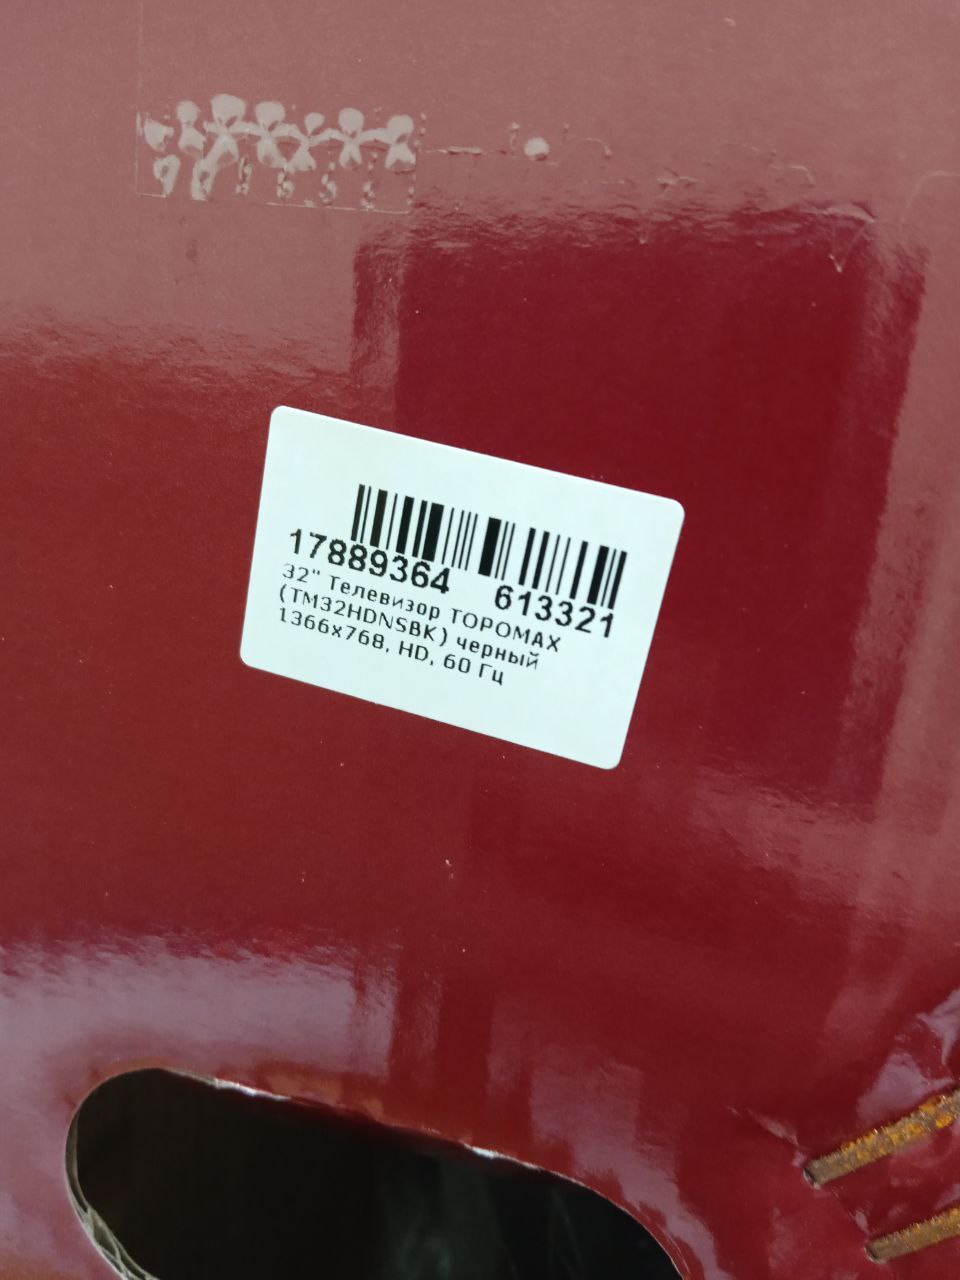 17889364 613321
32" Телевизор TOPOMAX
(TM32HDNSBK) черный
1366x768, HD, 60 Гц